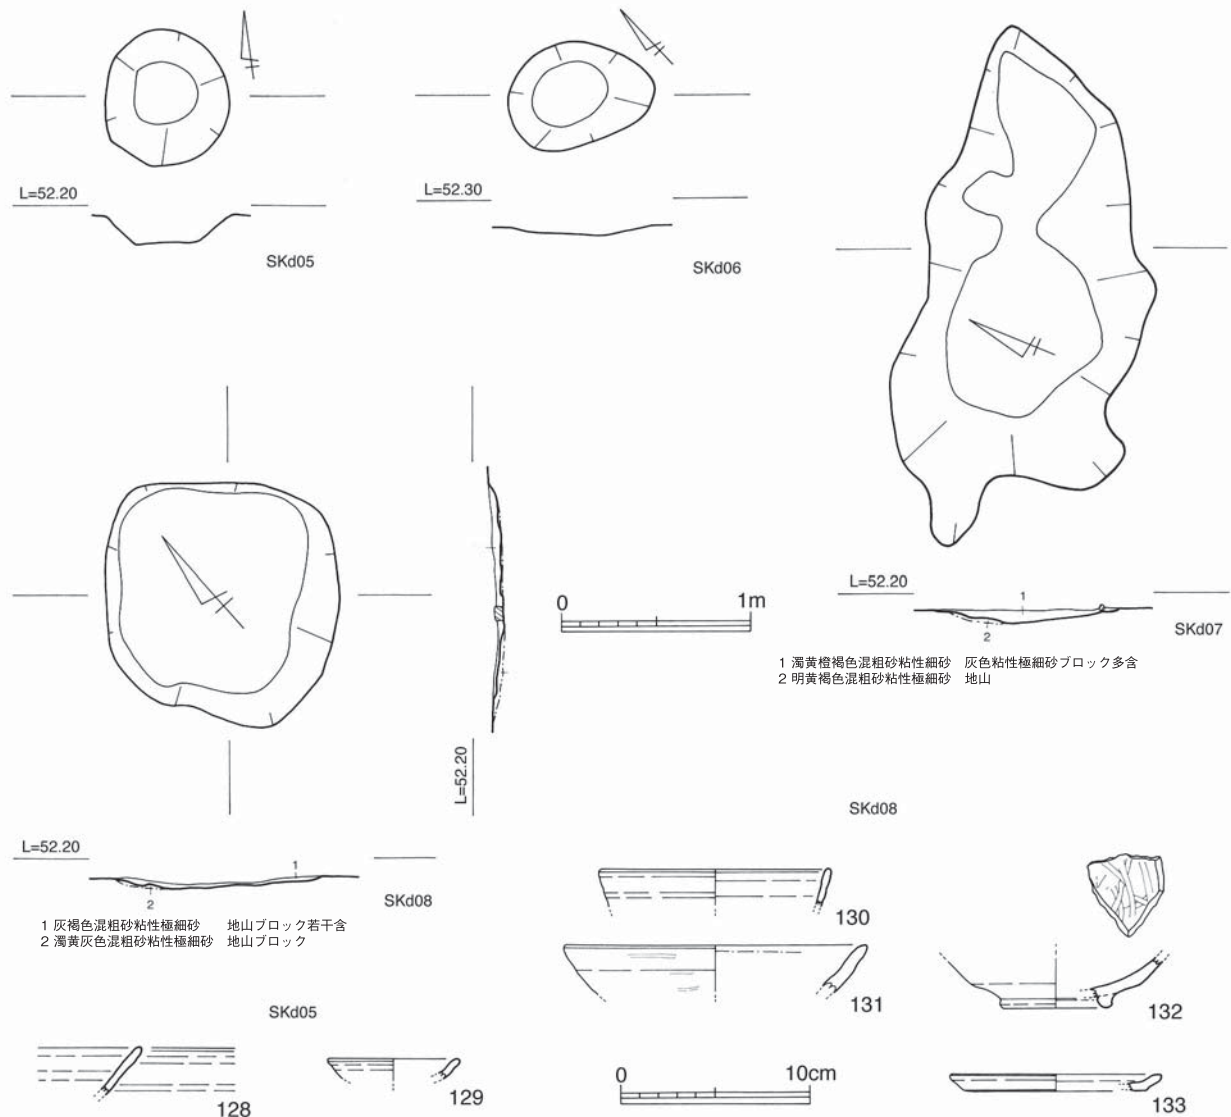 L=52.20
SKd05
L=52.30
SKd06
L=52.20
SKd07
1 濁黄橙褐色混粗砂粘性細砂 灰色粘性極細砂ブロック多含
2 明黄褐色混粗砂粘性極細砂 地山
1
2
0 1m
L=52.20
L=52.20
1
2
SKd08
1 灰褐色混粗砂粘性極細砂 地山ブロック若干含
2 濁黄灰色混粗砂粘性極細砂 地山ブロック
SKd05
128
129
SKd08
130
131
132
133
0 10cm